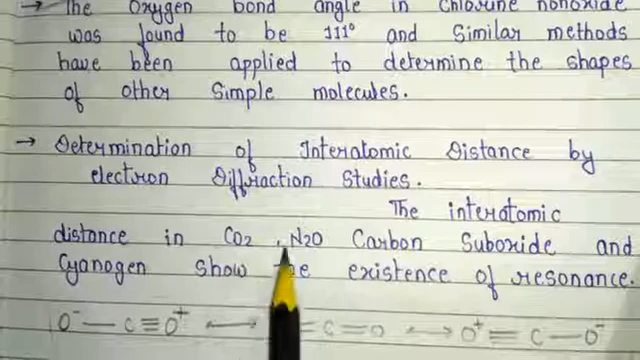 → The Oxygen bond angle in Chlorine Monoxide
was found to be 111° and Similar methods
have been applied to determine the shapes
of other Simple molecules.
→ Determination of Interatomic Distance by
electron Diffraction Studies.
The interatomic
distance in CO2 , N2O Carbon Suboxide and
Cyanogen show the existence of resonance.
O⁻ — C ≡ O⁺ ⟷ = C = O ⟷ O⁺ ≡ C — O⁻